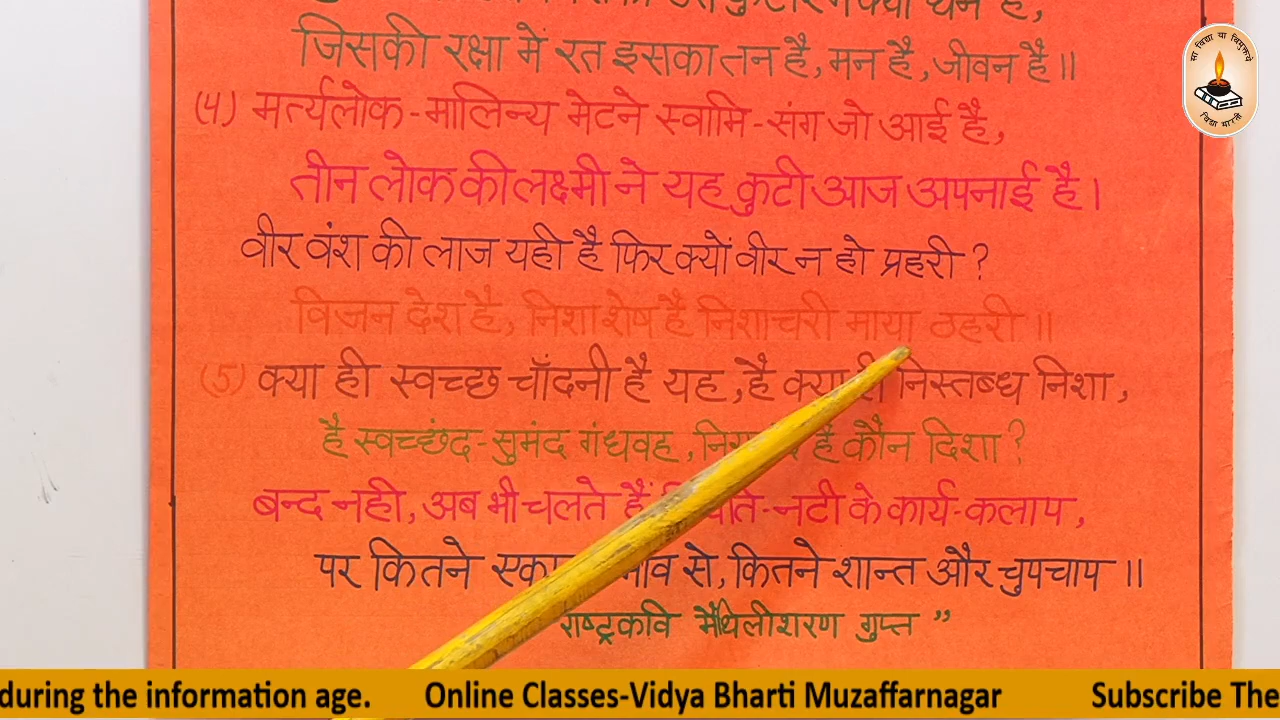 है,
जिसकी रक्षा में रत इसका तन है, मन है, जीवन है॥
(4) मर्त्यलोक-मालिन्य मेटने स्वामि-संग जो आई है,
तीन लोक की लक्ष्मी ने यह कुटी आज अपनाई है।
वीर वंश की लाज यही है फिर क्यों वीर न हो प्रहरी?
विजन देश है, निशा शेष है निशाचरी माया ठहरी॥
(5) क्या ही स्वच्छ चाँदनी है यह, है क्या ही निस्तब्ध निशा,
है स्वच्छंद-सुमंद गंधवह, है कौन दिशा?
बन्द नही, अब भी चलते हैं -नटी के कार्य-कलाप,
पर कितने से, कितने शान्त और चुपचाप॥
राष्ट्रकवि मैथिलीशरण गुप्त”
सा विद्या या विमुक्तये
विद्या भारती
during the information age. Online Classes-Vidya Bharti Muzaffarnagar Subscribe The